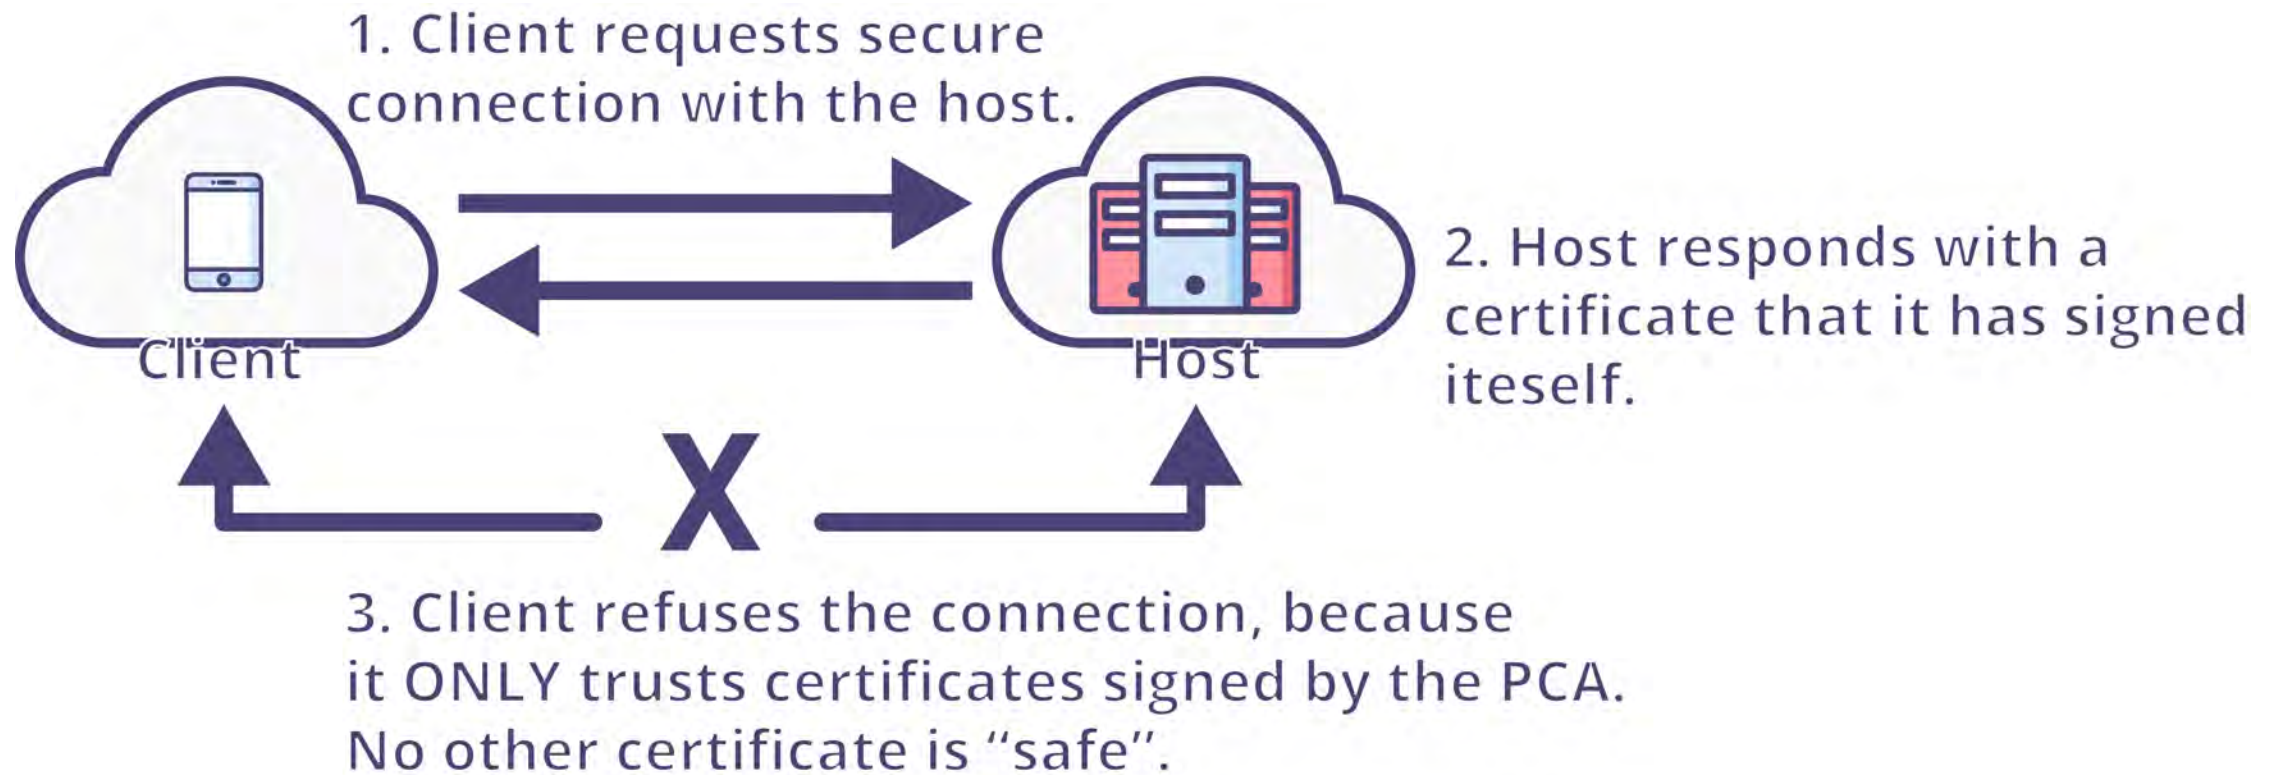 1. Client requests secure
connection with the host.
Client
Host
2. Host responds with a
certificate that it has signed
iteself.
X
3. Client refuses the connection, because
it ONLY trusts certificates signed by the PCA.
No other certificate is “safe”.